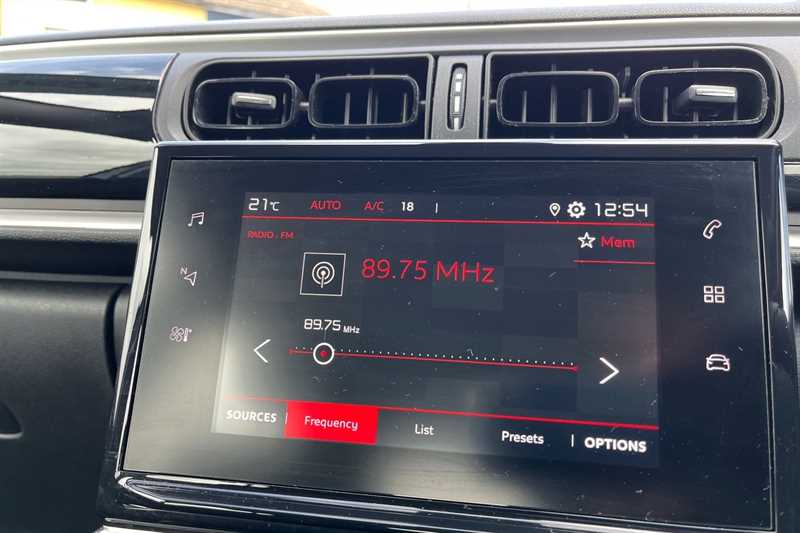 21°C AUTO A/C 18 12:54
RADIO : FM
Mem
89.75 MHz
89.75 MHz
N
SOURCES Frequency List Presets OPTIONS